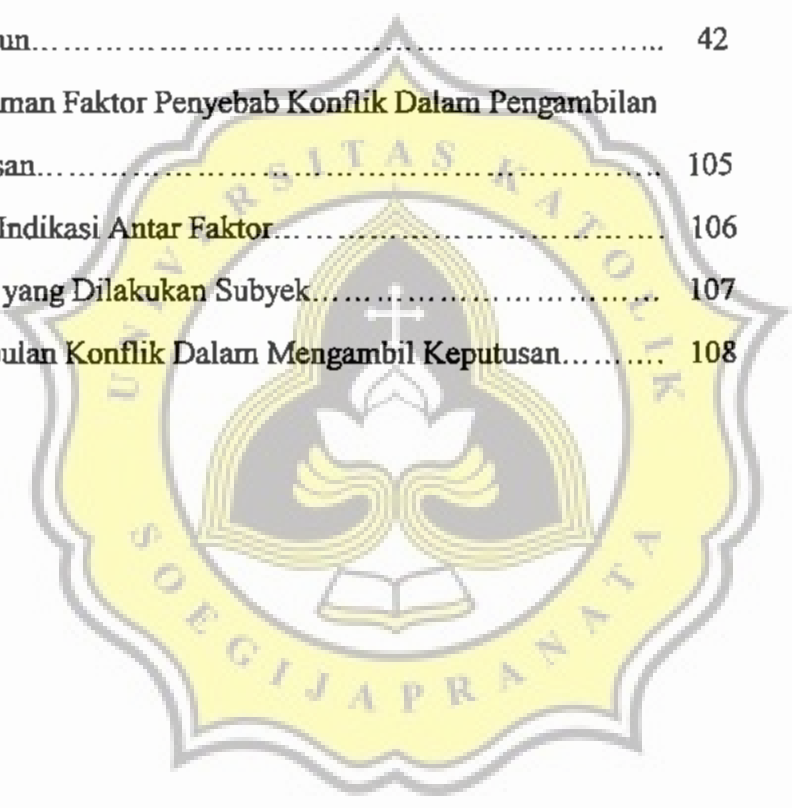 un........................................................................ 42
man Faktor Penyebab Konflik Dalam Pengambilan
san........................................................................ 105
Indikasi Antar Faktor.................................................. 106
yang Dilakukan Subyek............................................. 107
ulan Konflik Dalam Mengambil Keputusan.......... 108
UNIVERSITAS KATOLIK
SOEGIJAPRANATA